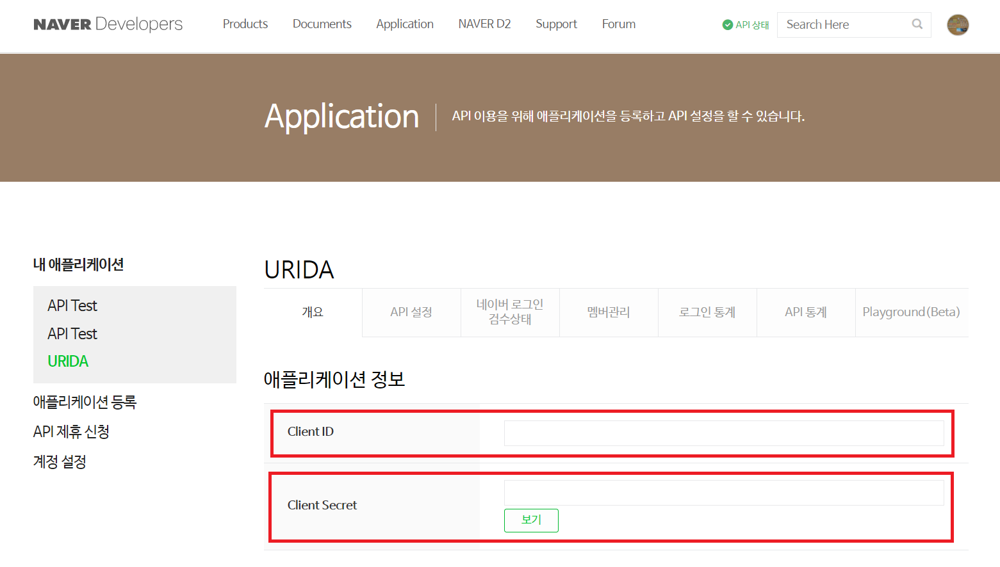 NAVER Developers
Products
Documents
Application
NAVER D2
Support
Forum
API 상태
Search Here
Application
API 이용을 위해 애플리케이션을 등록하고 API 설정을 할 수 있습니다.
내 애플리케이션
API Test
API Test
URIDA
애플리케이션 등록
API 제휴 신청
계정 설정
URIDA
개요
API 설정
네이버 로그인
검수상태
멤버관리
로그인 통계
API 통계
Playground(Beta)
애플리케이션 정보
Client ID
Client Secret
보기